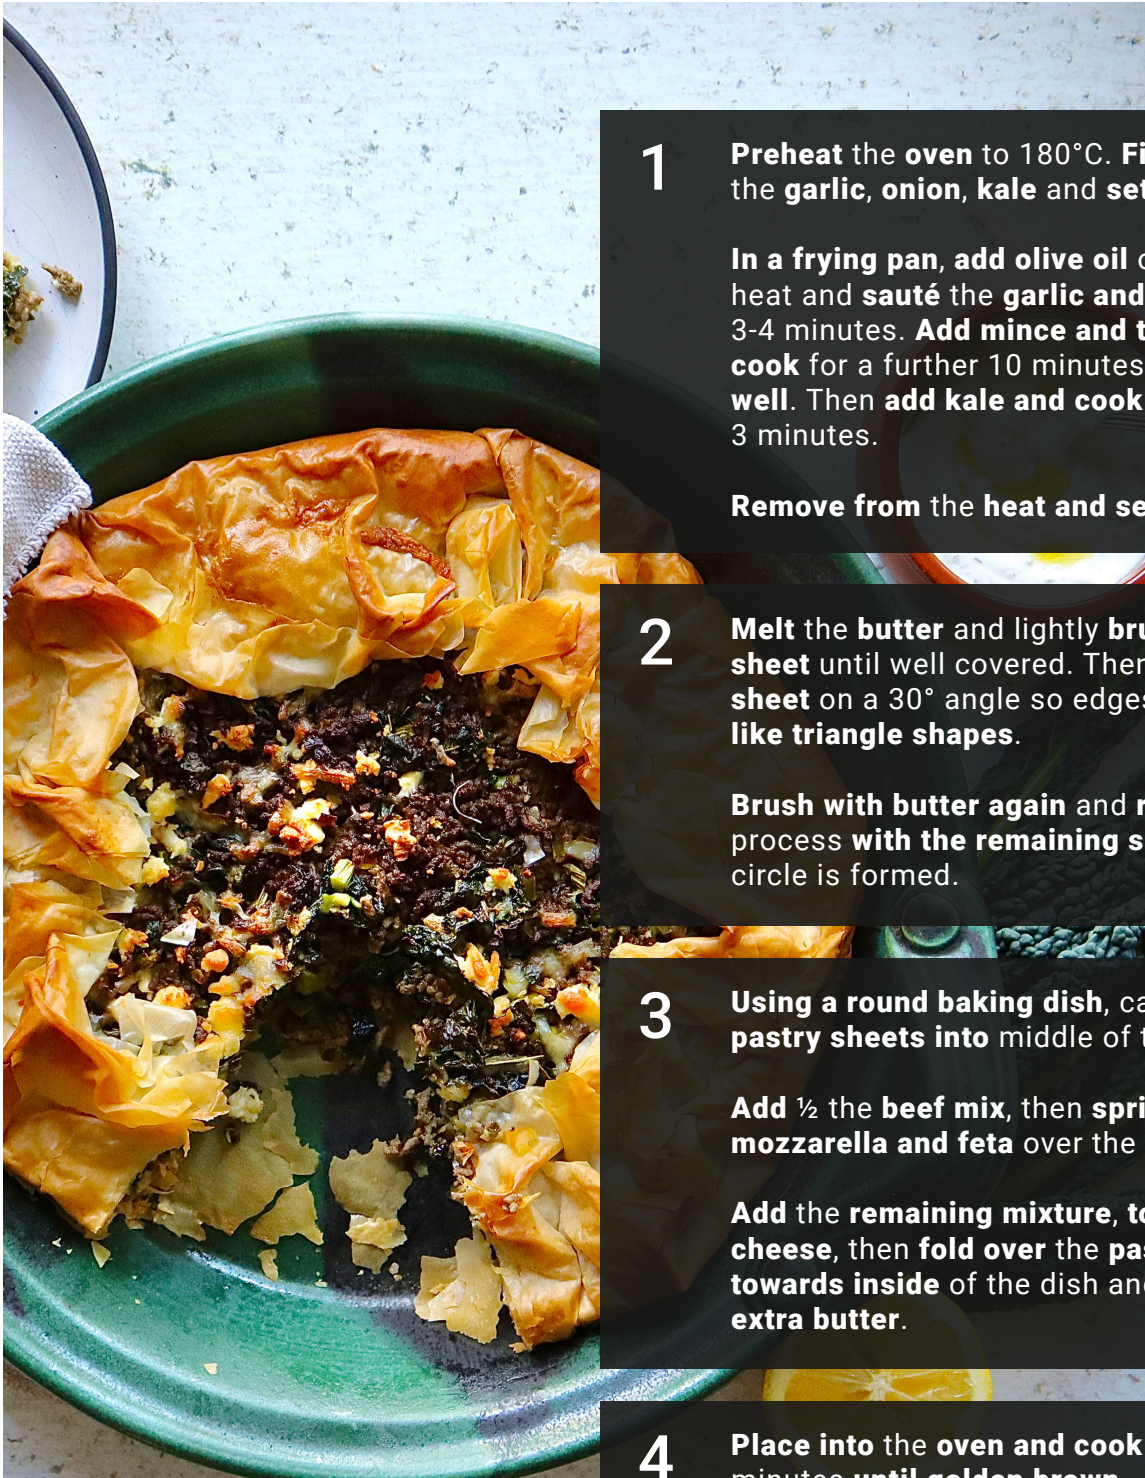 1
Preheat the oven to 180°C.
the garlic, onion, kale and
In a frying pan, add olive oil
heat and sauté the garlic and
3-4 minutes. Add mince and
cook for a further 10 minutes
well. Then add kale and cook
3 minutes.
Remove from the heat and
2
Melt the butter and lightly
sheet until well covered. Then
sheet on a 30° angle so edges
like triangle shapes.
Brush with butter again and
process with the remaining
circle is formed.
3
Using a round baking dish,
pastry sheets into middle of
Add ½ the beef mix, then
mozzarella and feta over the
Add the remaining mixture,
cheese, then fold over the
towards inside of the dish and
extra butter.
4
Place into the oven and cook
minutes until golden brown